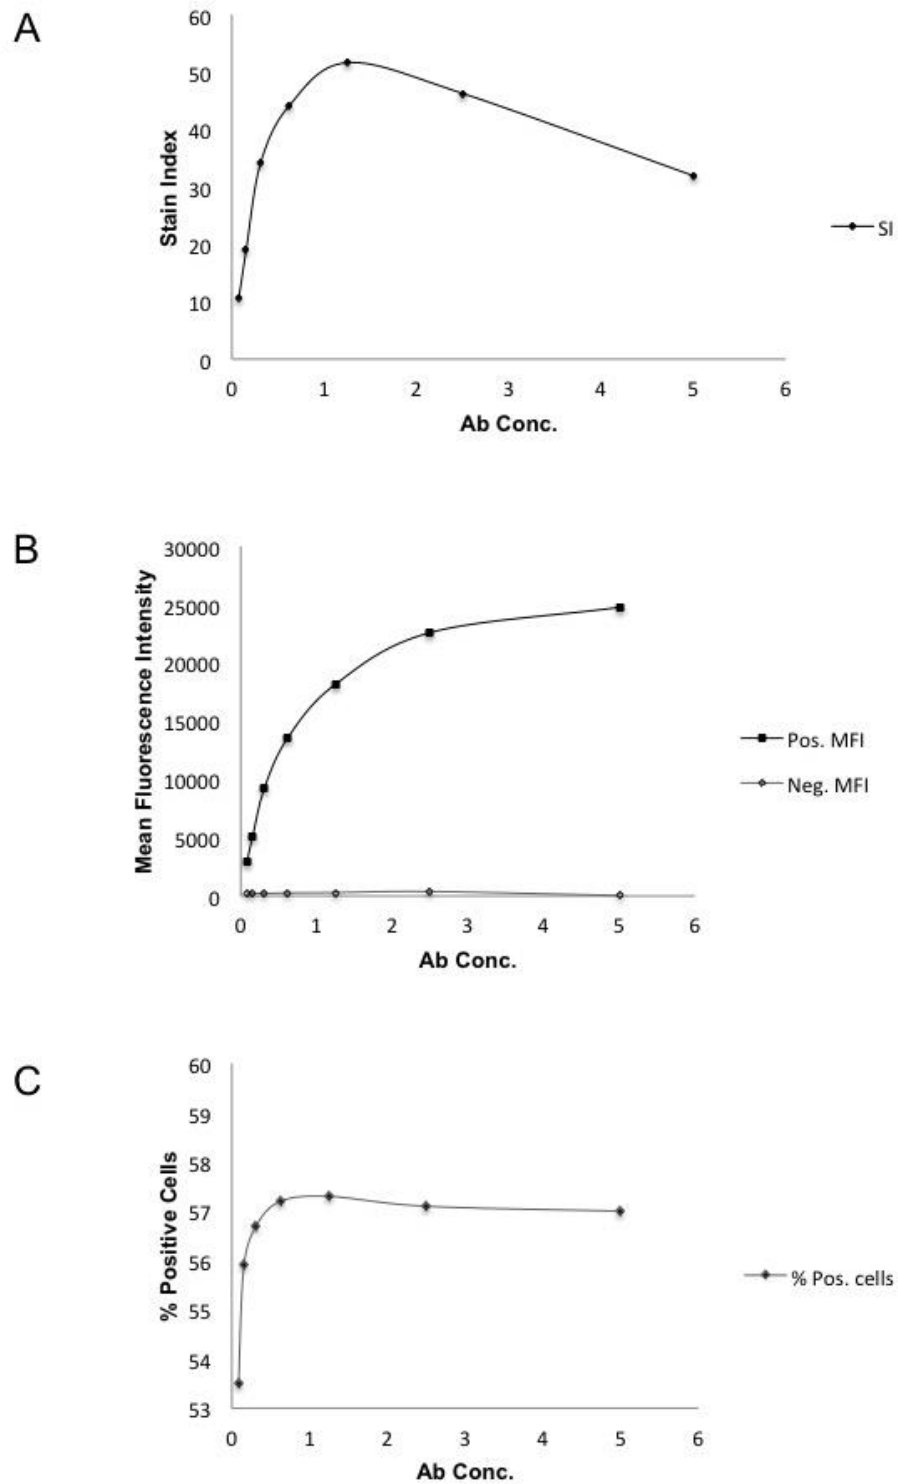 A
60
50
40
30
20
10
0
Stain Index
0 1 2 3 4 5 6
Ab Conc.
SI
B
30000
25000
20000
15000
10000
5000
0
Mean Fluorescence Intensity
0 1 2 3 4 5 6
Ab Conc.
Pos. MFI
Neg. MFI
C
60
59
58
57
56
55
54
53
% Positive Cells
0 1 2 3 4 5 6
Ab Conc.
% Pos. cells